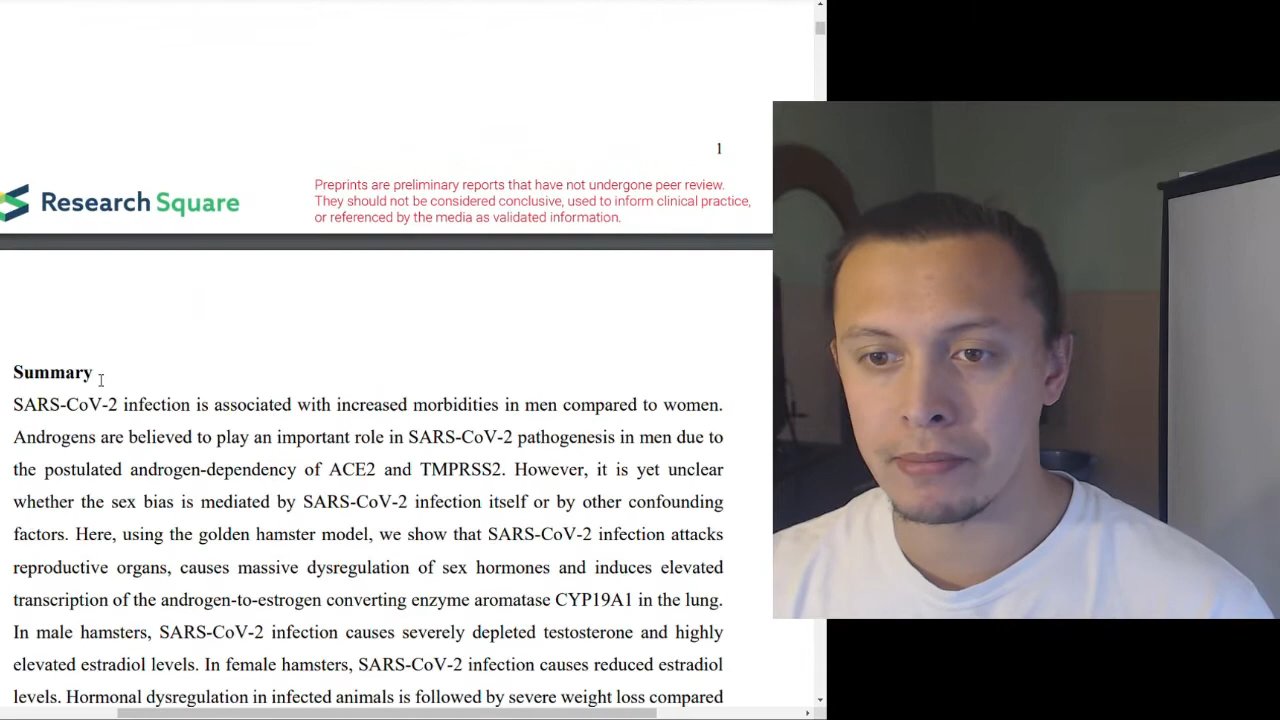 1
Research Square
Preprints are preliminary reports that have not undergone peer review.
They should not be considered conclusive, used to inform clinical practice,
or referenced by the media as validated information.
Summary
SARS-CoV-2 infection is associated with increased morbidities in men compared to women.
Androgens are believed to play an important role in SARS-CoV-2 pathogenesis in men due to
the postulated androgen-dependency of ACE2 and TMPRSS2. However, it is yet unclear
whether the sex bias is mediated by SARS-CoV-2 infection itself or by other confounding
factors. Here, using the golden hamster model, we show that SARS-CoV-2 infection attacks
reproductive organs, causes massive dysregulation of sex hormones and induces elevated
transcription of the androgen-to-estrogen converting enzyme aromatase CYP19A1 in the lung.
In male hamsters, SARS-CoV-2 infection causes severely depleted testosterone and highly
elevated estradiol levels. In female hamsters, SARS-CoV-2 infection causes reduced estradiol
levels. Hormonal dysregulation in infected animals is followed by severe weight loss compared